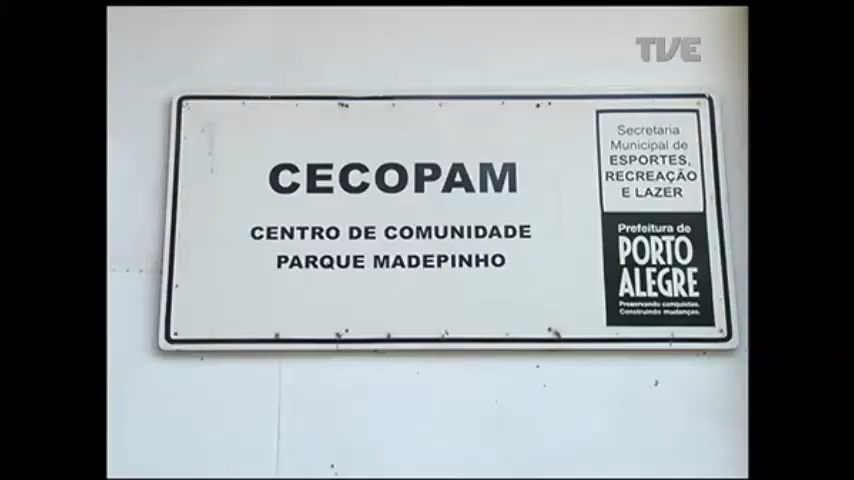 TVE
CECOPAM
CENTRO DE COMUNIDADE
PARQUE MADEPINHO
Secretaria
Municipal de
ESPORTES,
RECREAÇÃO
E LAZER
Prefeitura de
PORTO
ALEGRE
Preservando conquistas.
Construindo mudanças.